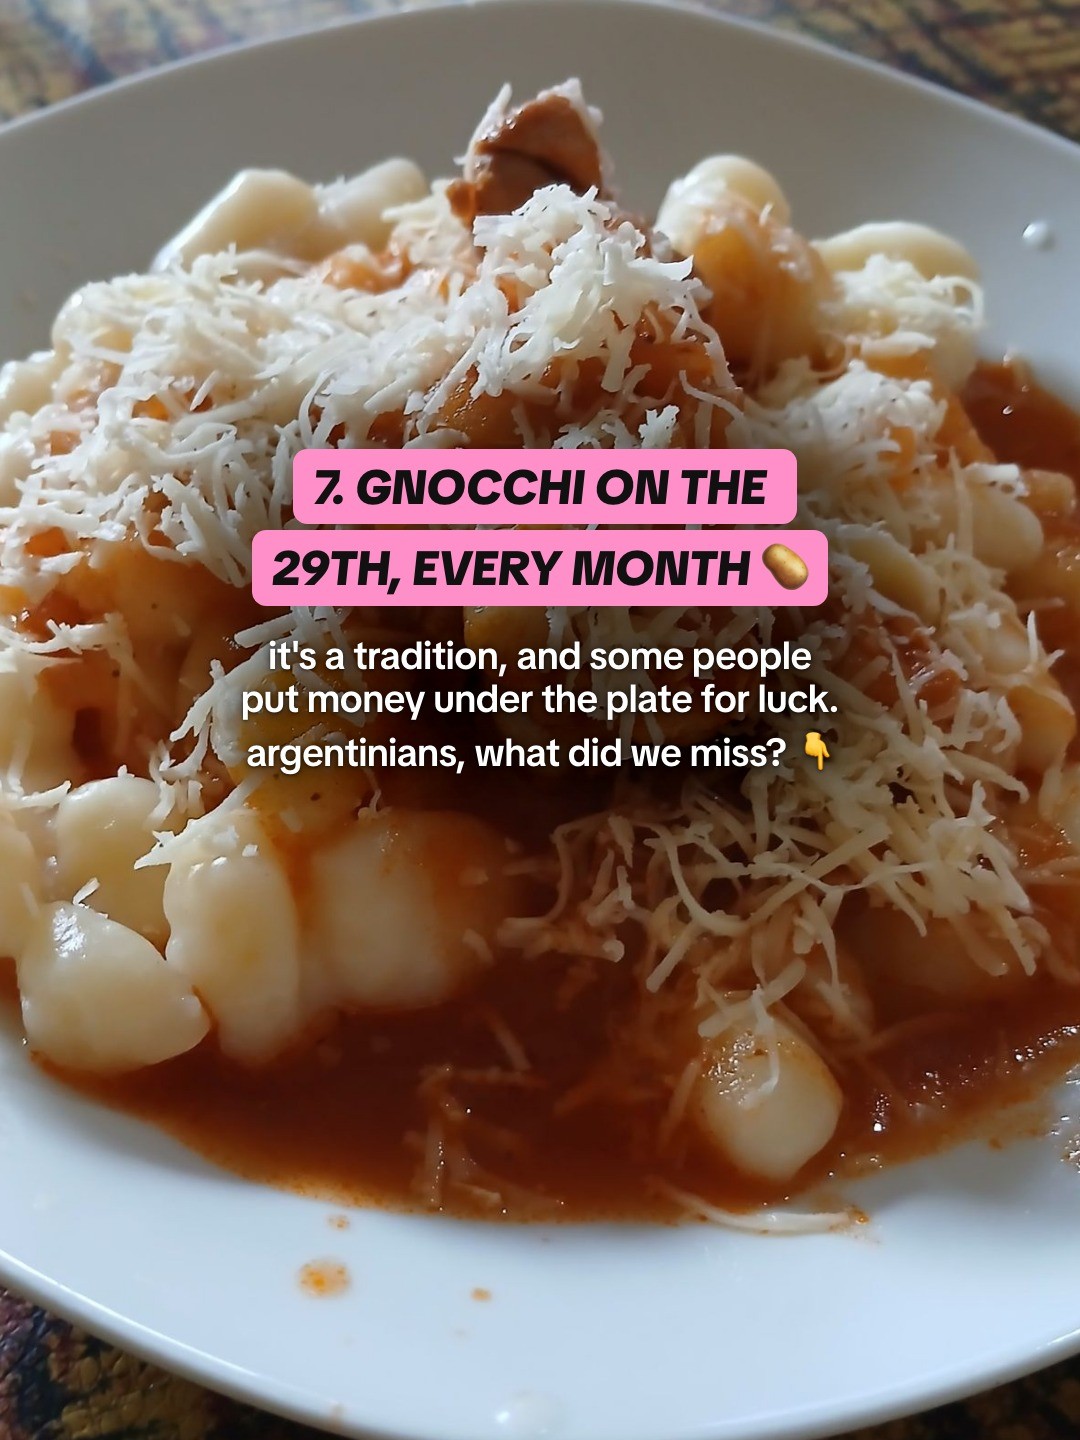 7. GNOCCHI ON THE
29TH, EVERY MONTH 🥔
it's a tradition, and some people
put money under the plate for luck.
argentinians, what did we miss? 👇